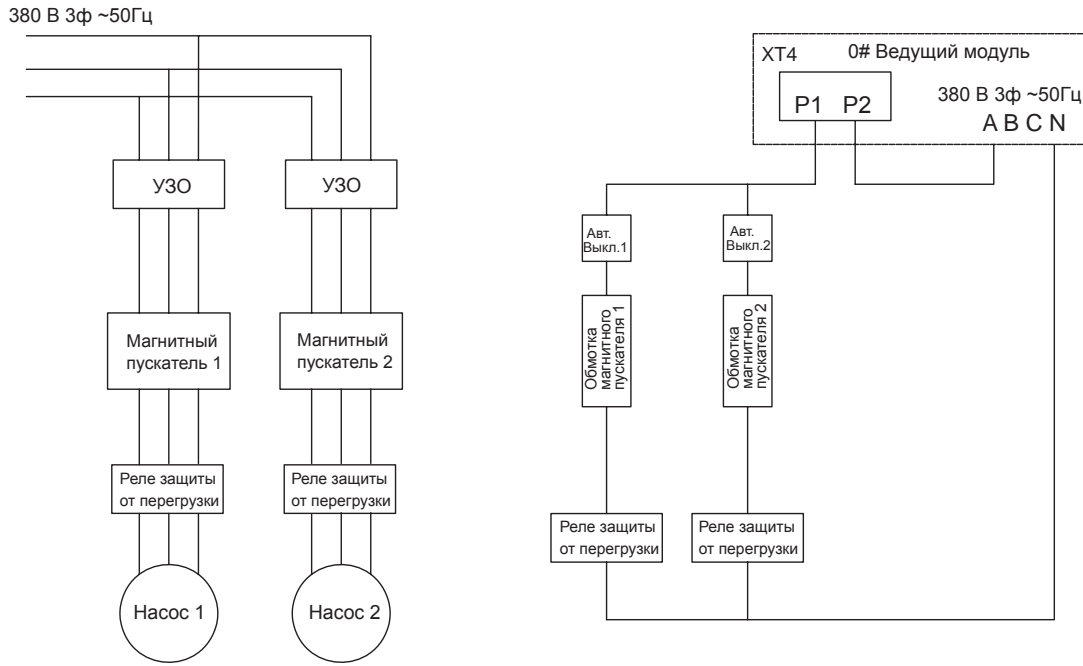 380 В 3ф ~50Гц
УЗО
УЗО
Магнитный
пускатель 1
Магнитный
пускатель 2
Реле защиты
от перегрузки
Реле защиты
от перегрузки
Насос 1
Насос 2
XT4
0# Ведущий модуль
P1 P2
380 В 3ф ~50Гц
A B C N
Авт.
Выкл.1
Авт.
Выкл.2
Обмотка
магнитного
пускателя 1
Обмотка
магнитного
пускателя 2
Реле защиты
от перегрузки
Реле защиты
от перегрузки